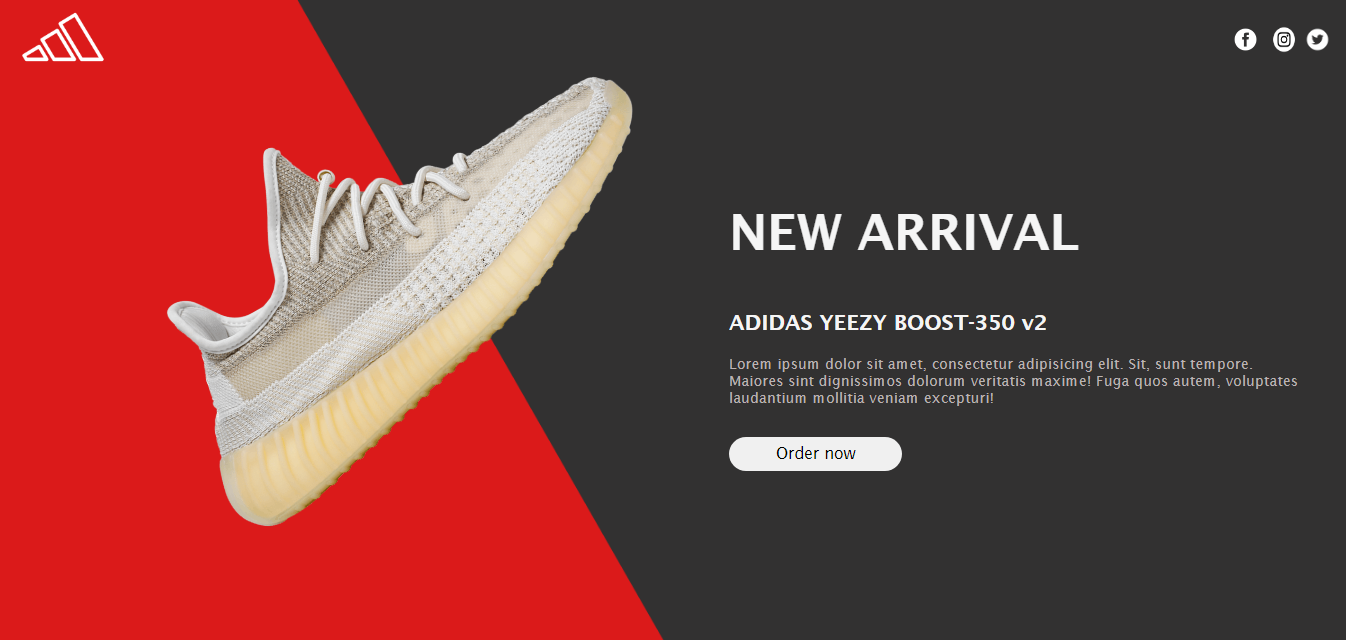 NEW ARRIVAL
ADIDAS YEEZY BOOST-350 v2
Lorem ipsum dolor sit amet, consectetur adipisicing elit. Sit, sunt tempore.
Maiores sint dignissimos dolorum veritatis maxime! Fuga quos autem, voluptates
laudantium mollitia veniam excepturi!
Order now